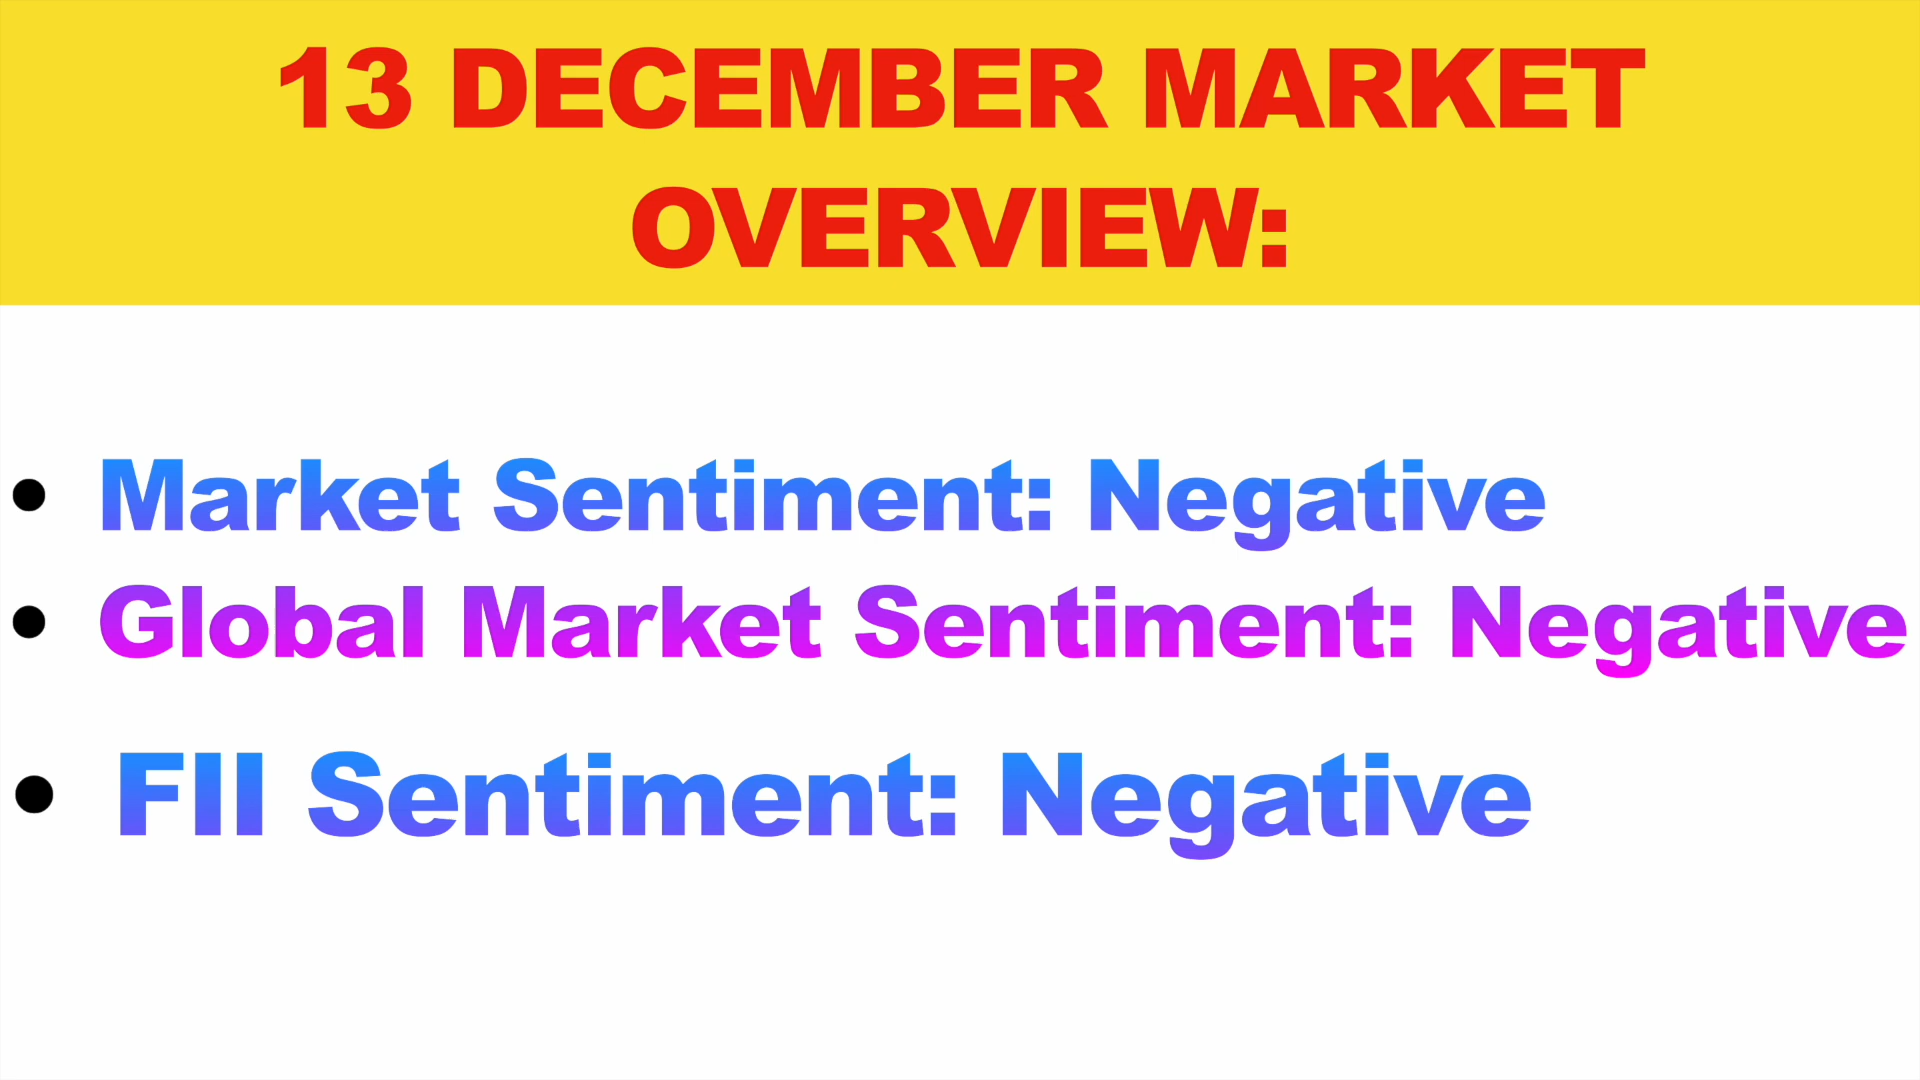 13 DECEMBER MARKET
OVERVIEW:
• Market Sentiment: Negative
• Global Market Sentiment: Negative
• FII Sentiment: Negative